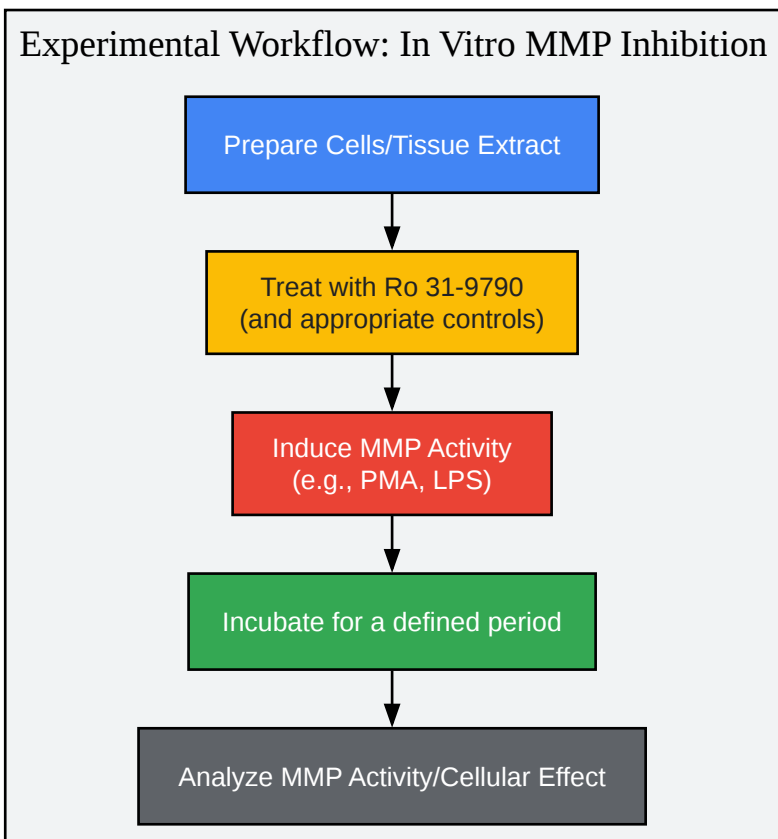 Experimental Workflow: In Vitro MMP Inhibition
Prepare Cells/Tissue Extract
Treat with Ro 31-9790
(and appropriate controls)
Induce MMP Activity
(e.g., PMA, LPS)
Incubate for a defined period
Analyze MMP Activity/Cellular Effect